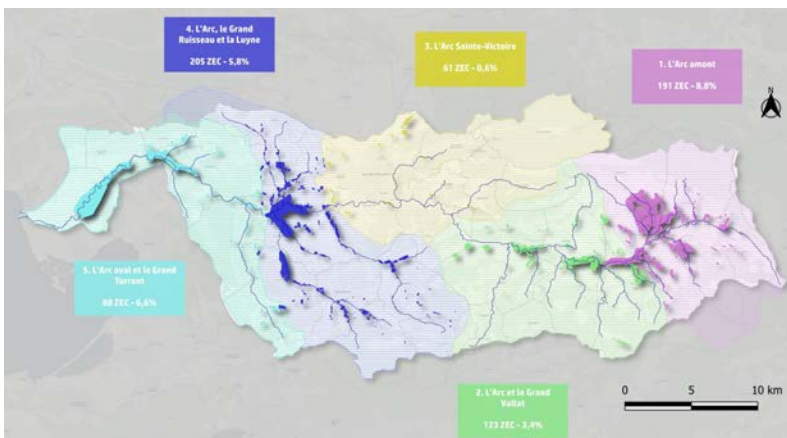 4. L'Arc, le Grand
Ruisseau et la Luyne
205 ZEC - 5,8%
3. L'Arc Sainte-Victoire
61 ZEC - 0,6%
1. L'Arc amont
191 ZEC - 8,8%
N
5. L'Arc aval et le Grand
Torrent
88 ZEC - 6,6%
2. L'Arc et le Grand
Vallat
123 ZEC - 3,4%
0 5 10 km